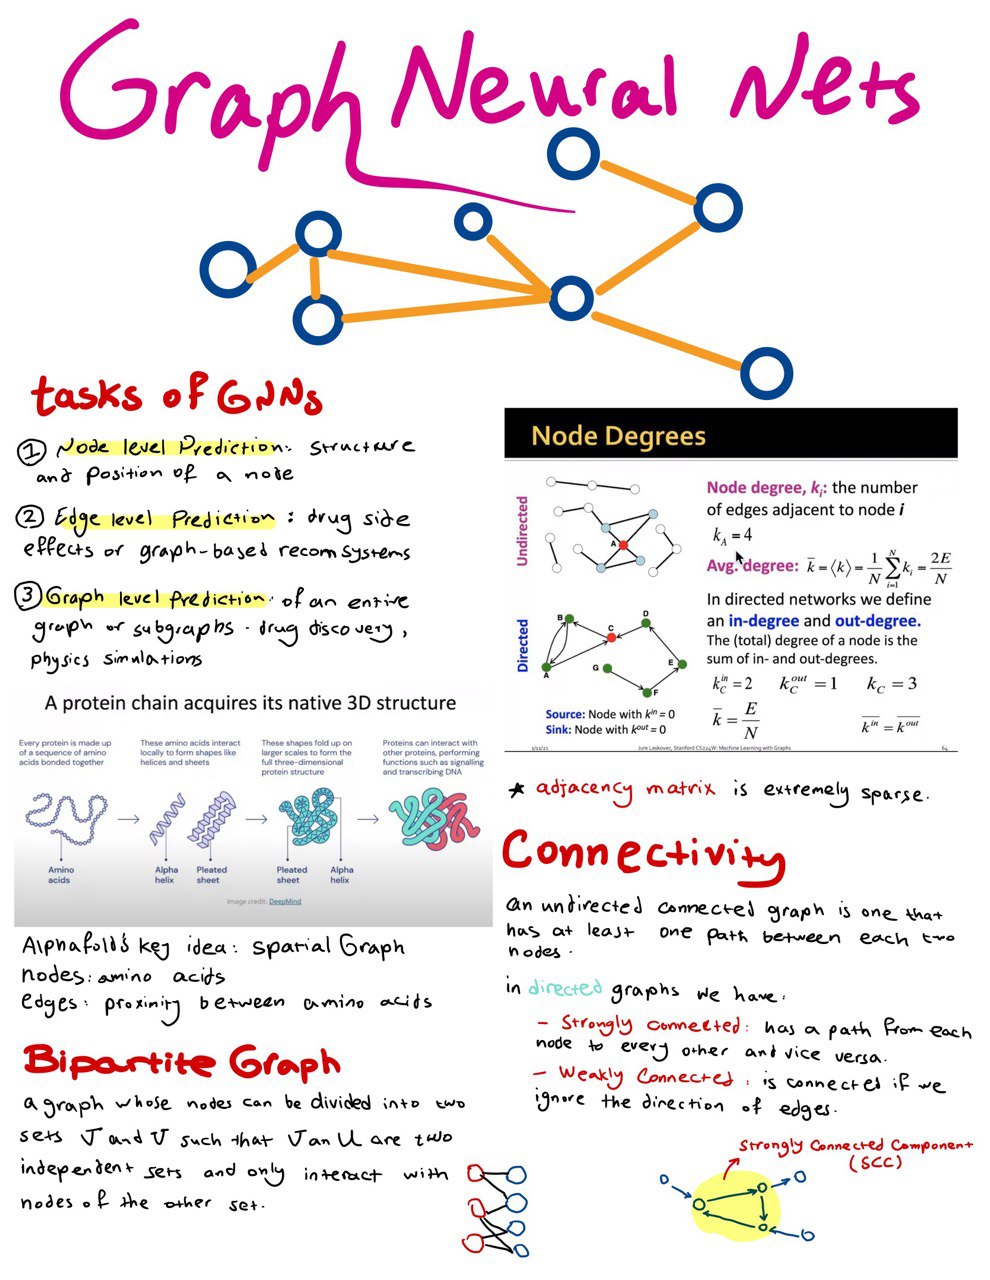 Graph Neural Nets
tasks of GNNs
① Node level Prediction: structure
and position of a node
② Edge level Prediction: drug side
effects or graph-based recom systems
③ Graph level Prediction: of an entire
graph or subgraphs - drug discovery,
physics simulations
A protein chain acquires its native 3D structure
Every protein is made up
of a sequence of amino
acids bonded together
These amino acids interact
locally to form shapes like
helices and sheets
These shapes fold up on
larger scales to form the
full three-dimensional
protein structure
Proteins can interact with
other proteins, performing
functions such as signalling
and transcribing DNA
Amino
acids
Alpha
helix
Pleated
sheet
Pleated
sheet
Alpha
helix
Image credit: DeepMind
Alphafold's key idea: spatial Graph
nodes: amino acids
edges: proximity between amino acids
Bipartite Graph
a graph whose nodes can be divided into two
sets V and U such that V an U are two
independent sets and only interact with
nodes of the other set.
Node Degrees
Undirected
A
Node degree, kᵢ: the number
of edges adjacent to node i
k_A = 4
Avg. degree: k̄ = ⟨k⟩ = 1/N ∑_{i=1}^{N} kᵢ = 2E/N
Directed
B
D
C
G
E
A
F
In directed networks we define
an in-degree and out-degree.
The (total) degree of a node is the
sum of in- and out-degrees.
k_C^in = 2 k_C^out = 1 k_C = 3
k̄ = E/N k̄^in = k̄^out
Source: Node with k^in = 0
Sink: Node with k^out = 0
1/12/21 Jure Leskovec, Stanford CS224W: Machine Learning with Graphs 64
★ adjacency matrix is extremely sparse.
Connectivity
an undirected connected graph is one that
has at least one path between each two
nodes.
in directed graphs we have:
- Strongly connected: has a path from each
node to every other and vice versa.
- Weakly Connected: is connected if we
ignore the direction of edges.
Strongly Connected Component
(SCC)